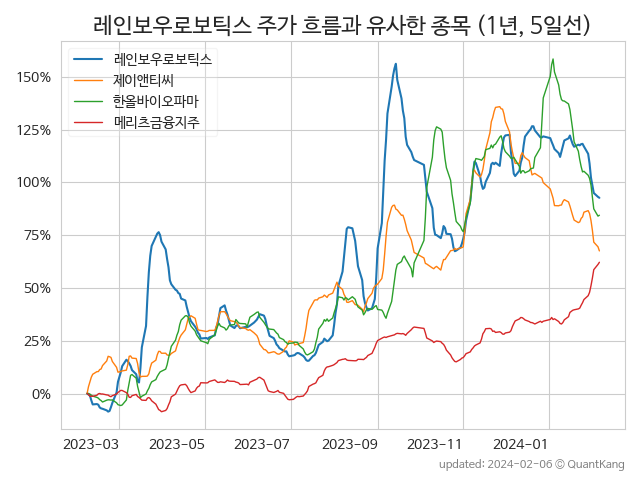 레인보우로보틱스 주가 흐름과 유사한 종목 (1년, 5일선)
레인보우로보틱스
제이앤티씨
한올바이오파마
메리츠금융지주
150%
125%
100%
75%
50%
25%
0%
2023-03 2023-05 2023-07 2023-09 2023-11 2024-01
updated: 2024-02-06 © QuantKang